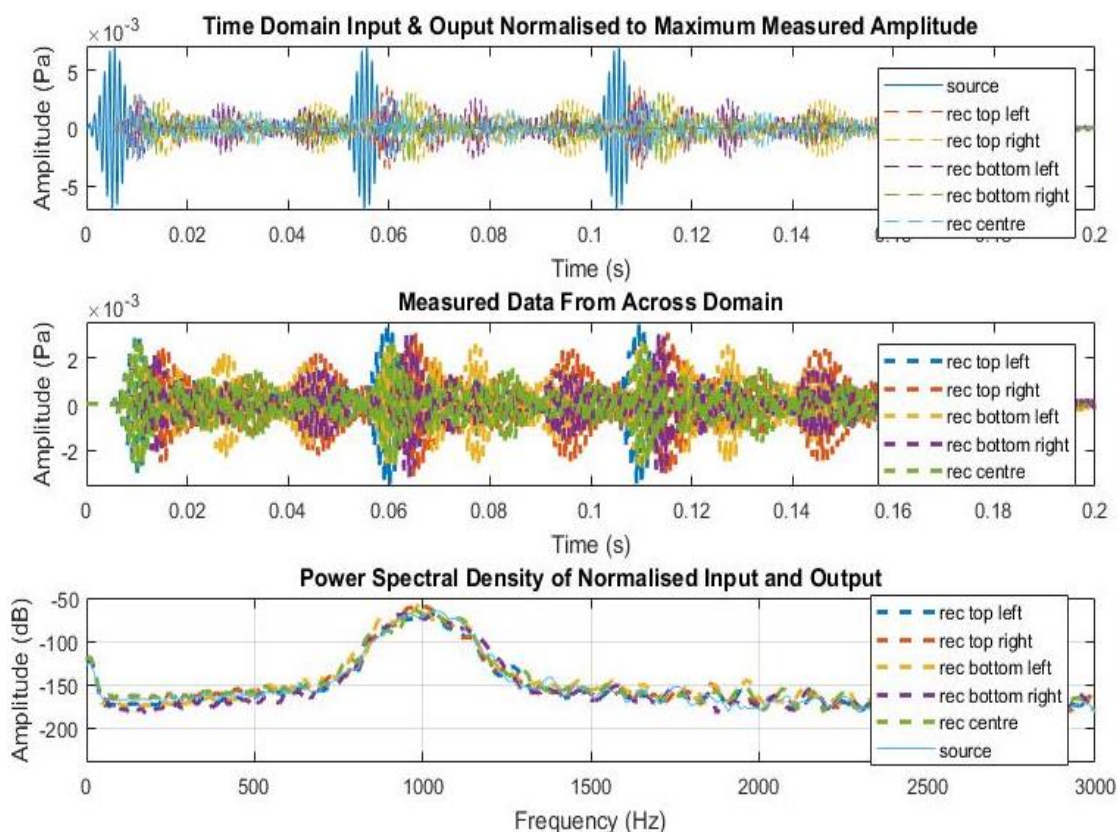 Time Domain Input & Ouput Normalised to Maximum Measured Amplitude
×10⁻³
Amplitude (Pa)
5
0
-5
source
rec top left
rec top right
rec bottom left
rec bottom right
rec centre
0 0.02 0.04 0.06 0.08 0.1 0.12 0.14 0.16 0.18 0.2
Time (s)
Measured Data From Across Domain
×10⁻³
Amplitude (Pa)
2
0
-2
rec top left
rec top right
rec bottom left
rec bottom right
rec centre
0 0.02 0.04 0.06 0.08 0.1 0.12 0.14 0.16 0.18 0.2
Time (s)
Power Spectral Density of Normalised Input and Output
Amplitude (dB)
-50
-100
-150
-200
rec top left
rec top right
rec bottom left
rec bottom right
rec centre
source
0 500 1000 1500 2000 2500 3000
Frequency (Hz)